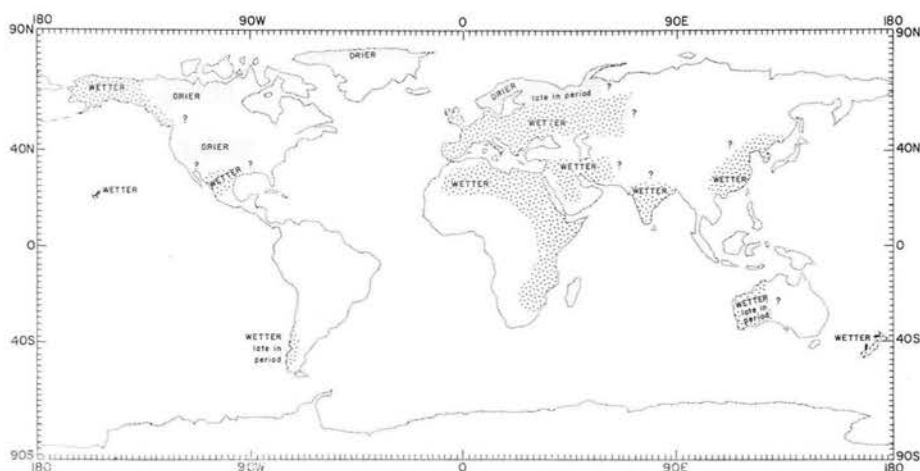 180 90W 0 90E 180
90N 90N
DRIER
WETTER DRIER
DRIER late in period ?
? WETTER ?
40N DRIER 40N
? ? ?
WETTER WETTER ?
WETTER WETTER ? WETTER
WETTER WETTER
0 0
WETTER ?
late in
period
WETTER
late in
period
40S WETTER 40S
90S 90S
180 90W 0 90E 180